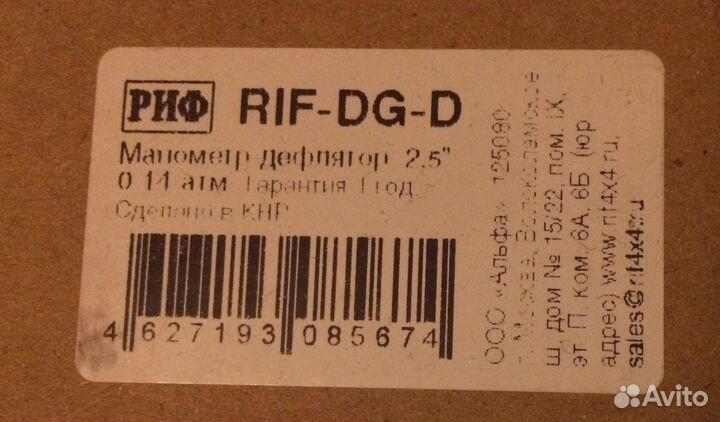 РИФ RIF-DG-D
Манометр-дефлятор 2.5"
0-14 атм. Гарантия 1 год
Сделано в КНР
4 627193 085674
ООО «Альфа» 125080,
г. Москва, Волоколамское
ш, дом № 15/22, пом. IX,
эт. П, ком. 6А, 6Б (юр
адрес) www.rif4x4.ru,
sales@rif4x4.ru
Avito